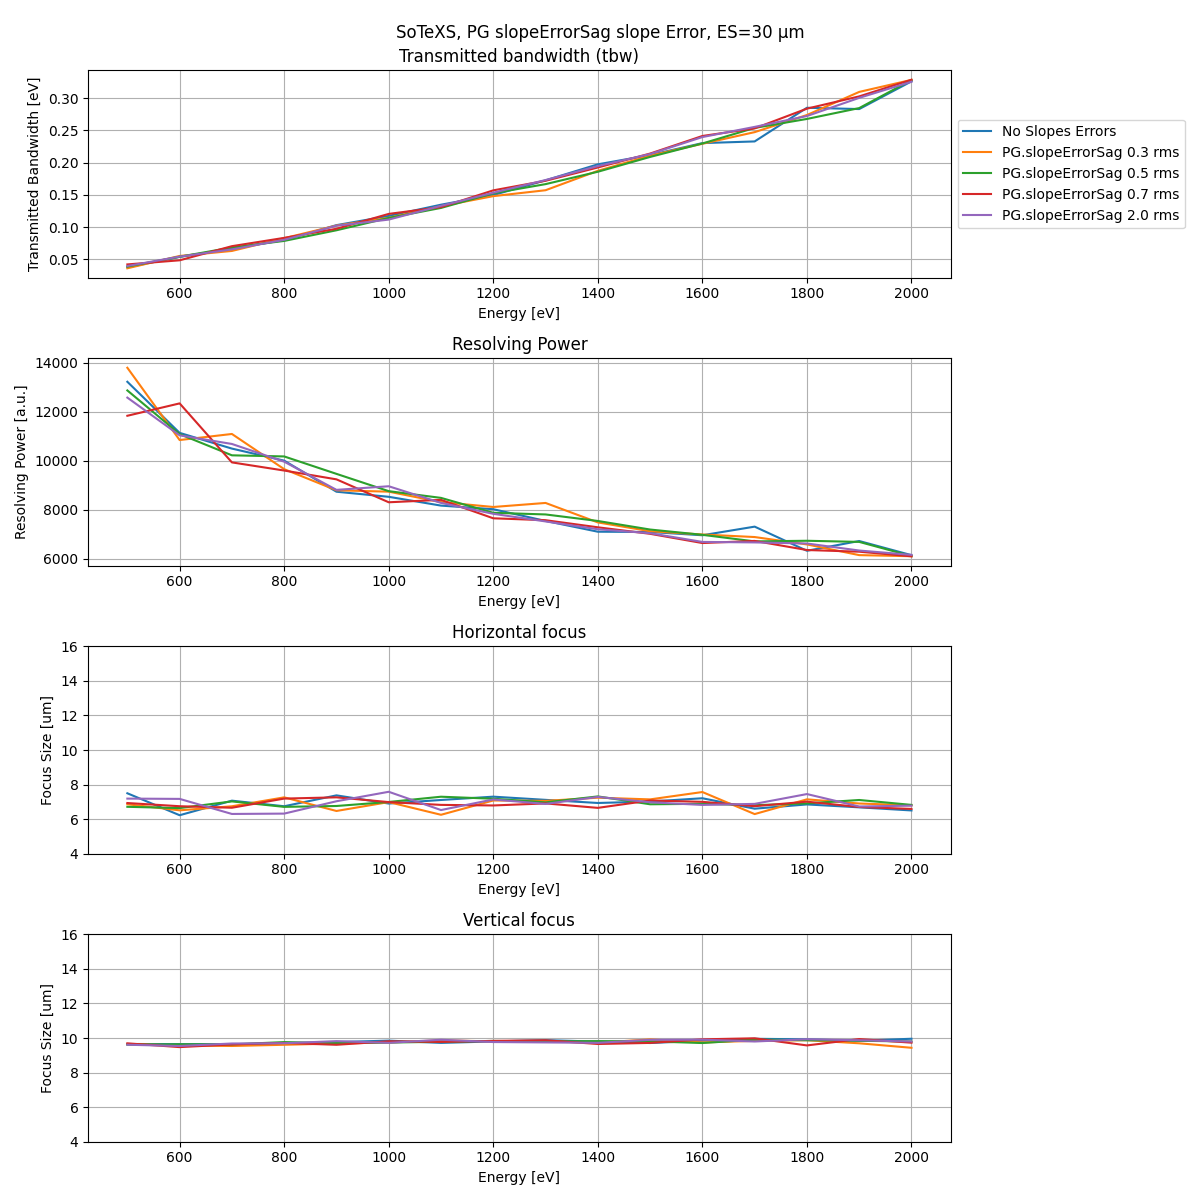 SoTeXS, PG slopeErrorSag slope Error, ES=30 µm
Transmitted bandwidth (tbw)
Transmitted Bandwidth [eV]
0.30
0.25
0.20
0.15
0.10
0.05
600 800 1000 1200 1400 1600 1800 2000
Energy [eV]
No Slopes Errors
PG.slopeErrorSag 0.3 rms
PG.slopeErrorSag 0.5 rms
PG.slopeErrorSag 0.7 rms
PG.slopeErrorSag 2.0 rms
Resolving Power
Resolving Power [a.u.]
14000
12000
10000
8000
6000
600 800 1000 1200 1400 1600 1800 2000
Energy [eV]
Horizontal focus
Focus Size [um]
16
14
12
10
8
6
4
600 800 1000 1200 1400 1600 1800 2000
Energy [eV]
Vertical focus
Focus Size [um]
16
14
12
10
8
6
4
600 800 1000 1200 1400 1600 1800 2000
Energy [eV]